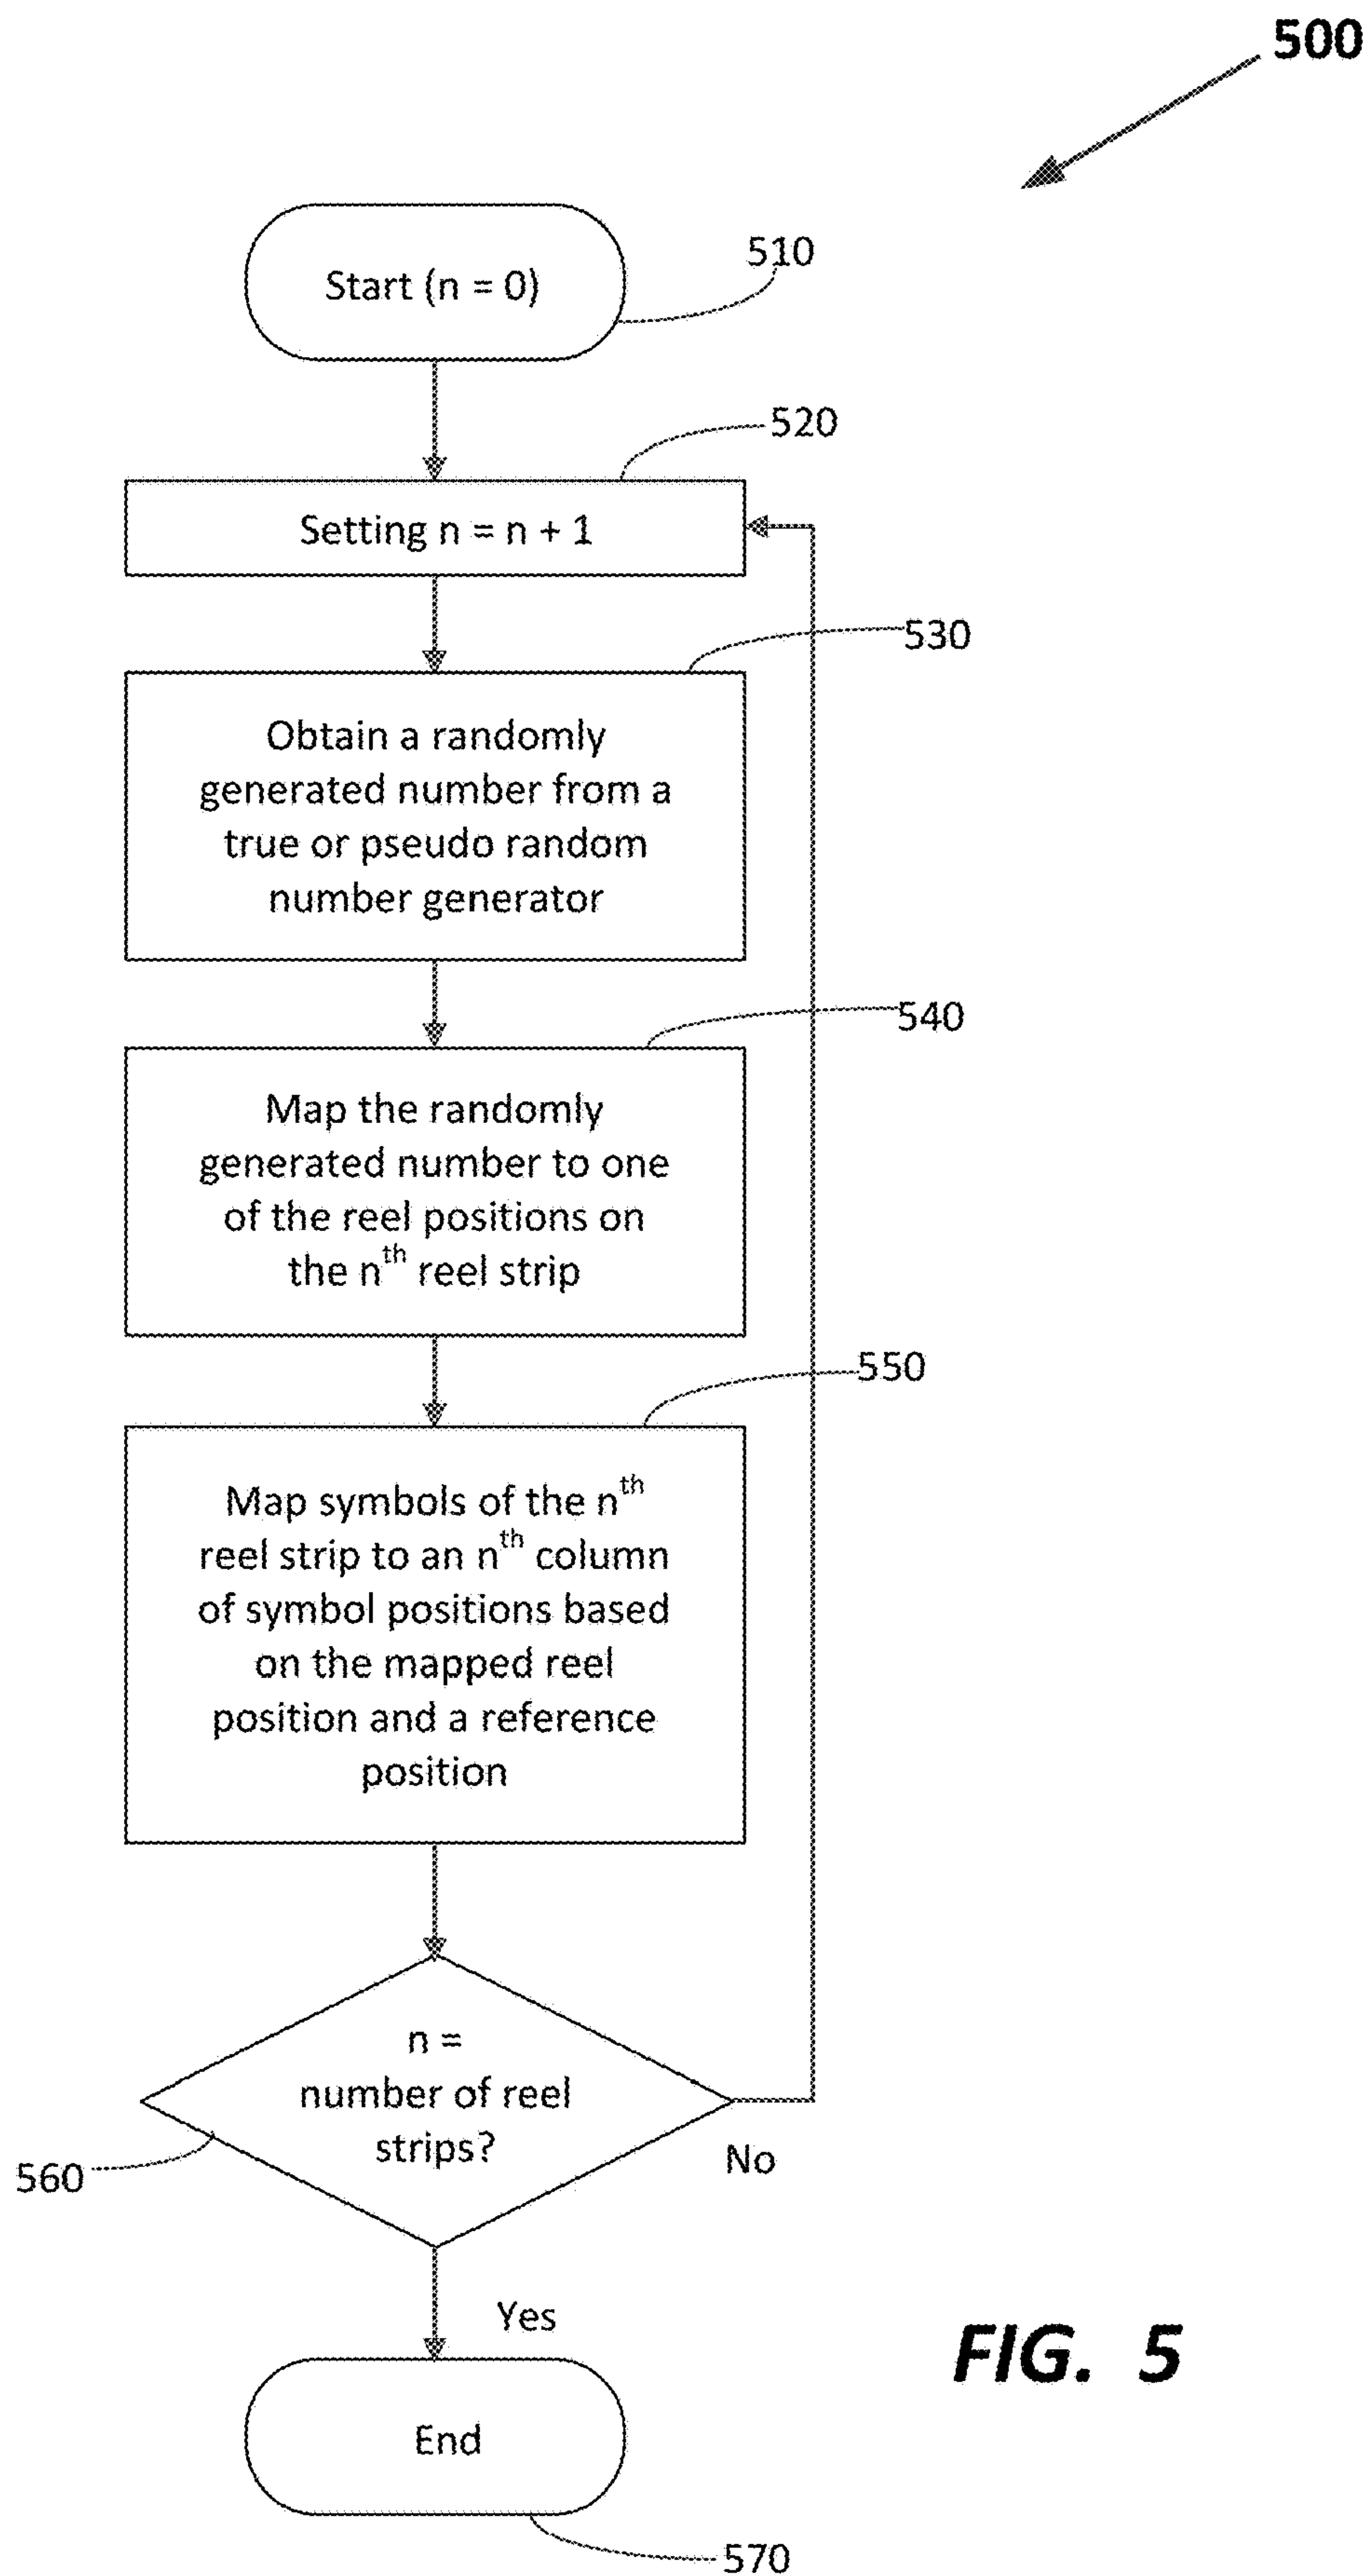 500
Start (n = 0)
510
520
Setting n = n + 1
530
Obtain a randomly
generated number from a
true or pseudo random
number generator
540
Map the randomly
generated number to one
of the reel positions on
the nth reel strip
550
Map symbols of the nth
reel strip to an nth column
of symbol positions based
on the mapped reel
position and a reference
position
n =
number of reel
strips?
560
No
Yes
FIG. 5
End
570